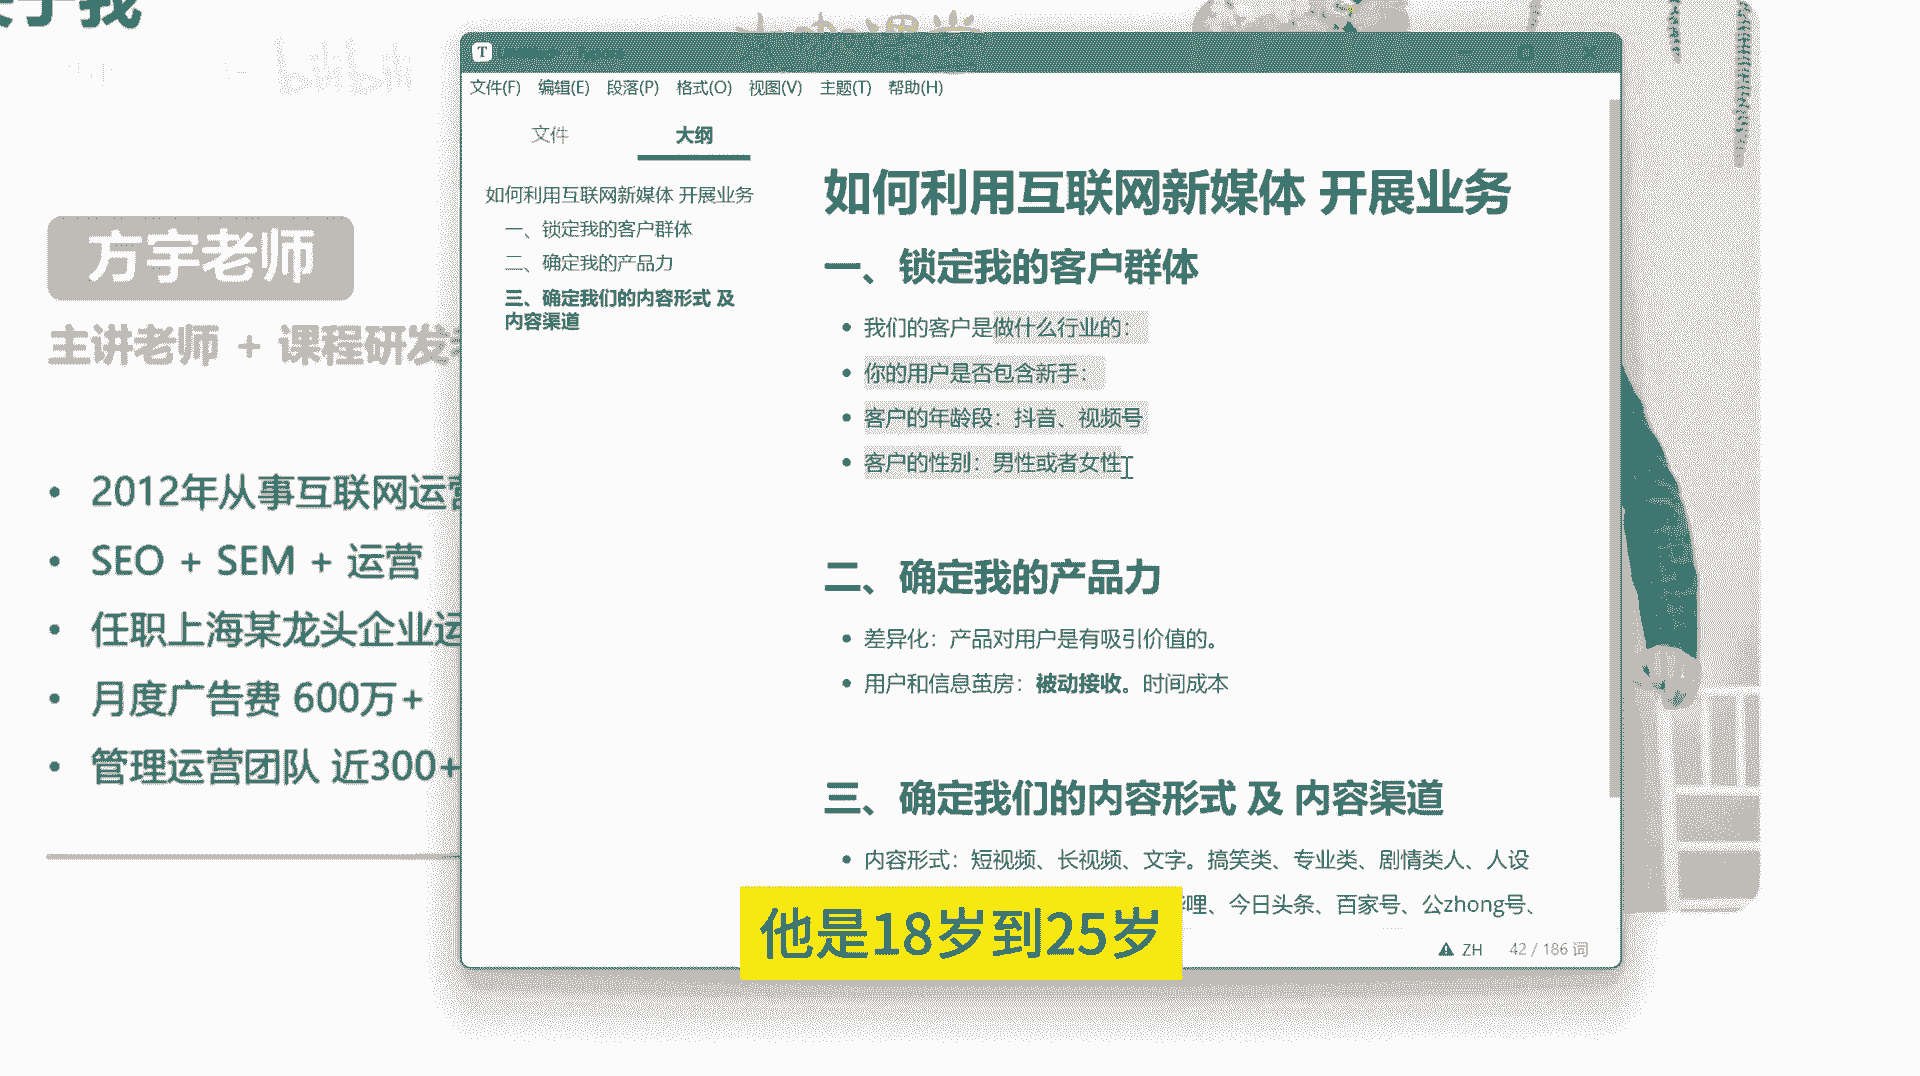 bilibili
方宇老师
主讲老师 + 课程研发
2012年从事互联网运营
SEO + SEM + 运营
任职上海某龙头企业运
月度广告费 600万+
管理运营团队 近300+
文件(F) 编辑(E) 段落(P) 格式(O) 视图(V) 主题(T) 帮助(H)
文件 大纲
如何利用互联网新媒体 开展业务
一、锁定我的客户群体
二、确定我的产品力
三、确定我们的内容形式 及
内容渠道
如何利用互联网新媒体 开展业务
一、锁定我的客户群体
我们的客户是做什么行业的：
你的用户是否包含新手：
客户的年龄段：抖音、视频号
客户的性别：男性或者女性
二、确定我的产品力
差异化：产品对用户是有吸引价值的。
用户和信息茧房：被动接收。时间成本
三、确定我们的内容形式 及 内容渠道
内容形式：短视频、长视频、文字。搞笑类、专业类、剧情类人、人设
哩、今日头条、百家号、公zhong号、
他是18岁到25岁
ZH 42 / 186 词